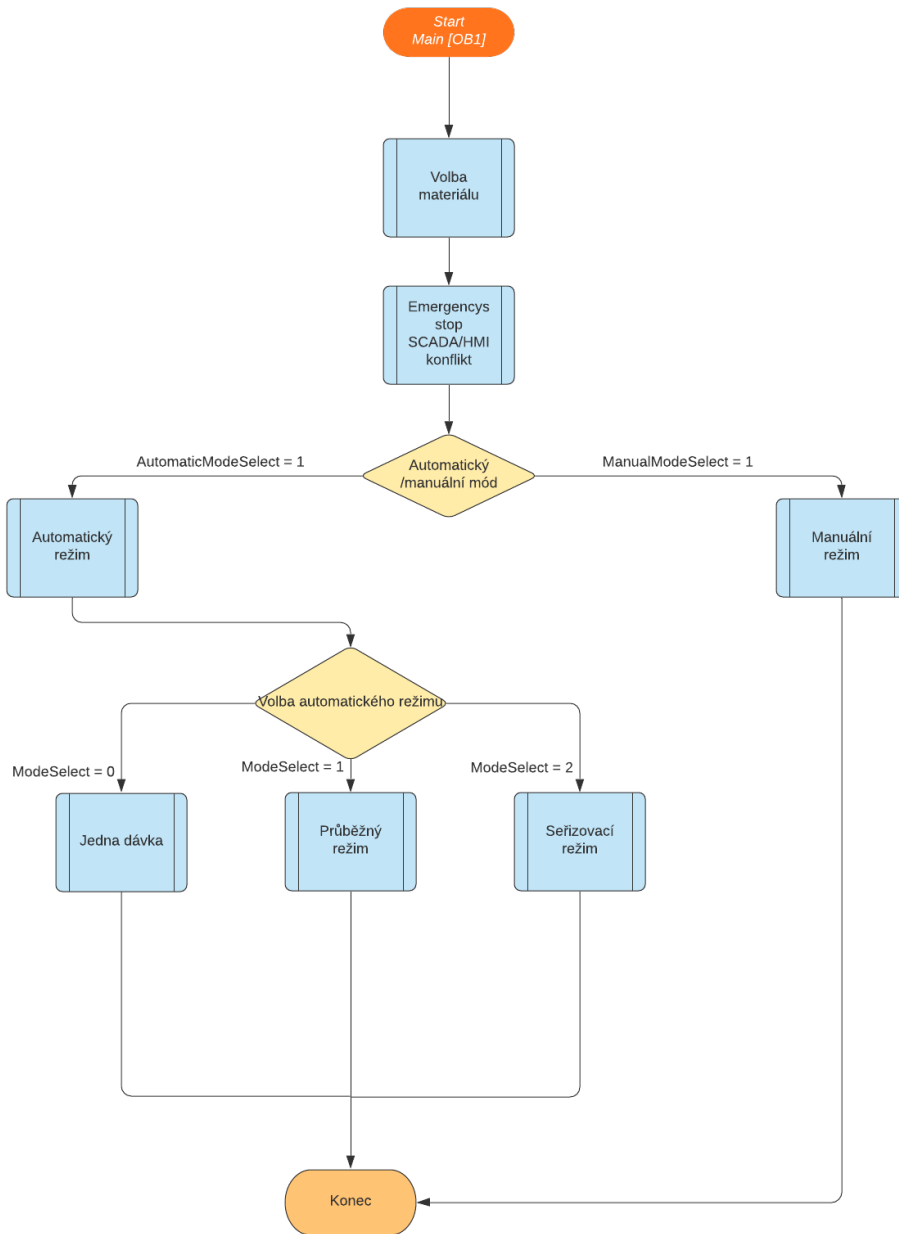 Start
Main [OB1]
Volba
materiálu
Emergencys
stop
SCADA/HMI
konflikt
AutomaticModeSelect = 1
Automatický
/manuální mód
ManualModeSelect = 1
Automatický
režim
Manuální
režim
Volba automatického režimu
ModeSelect = 0
ModeSelect = 1
ModeSelect = 2
Jedna dávka
Průběžný
režim
Seřizovací
režim
Konec